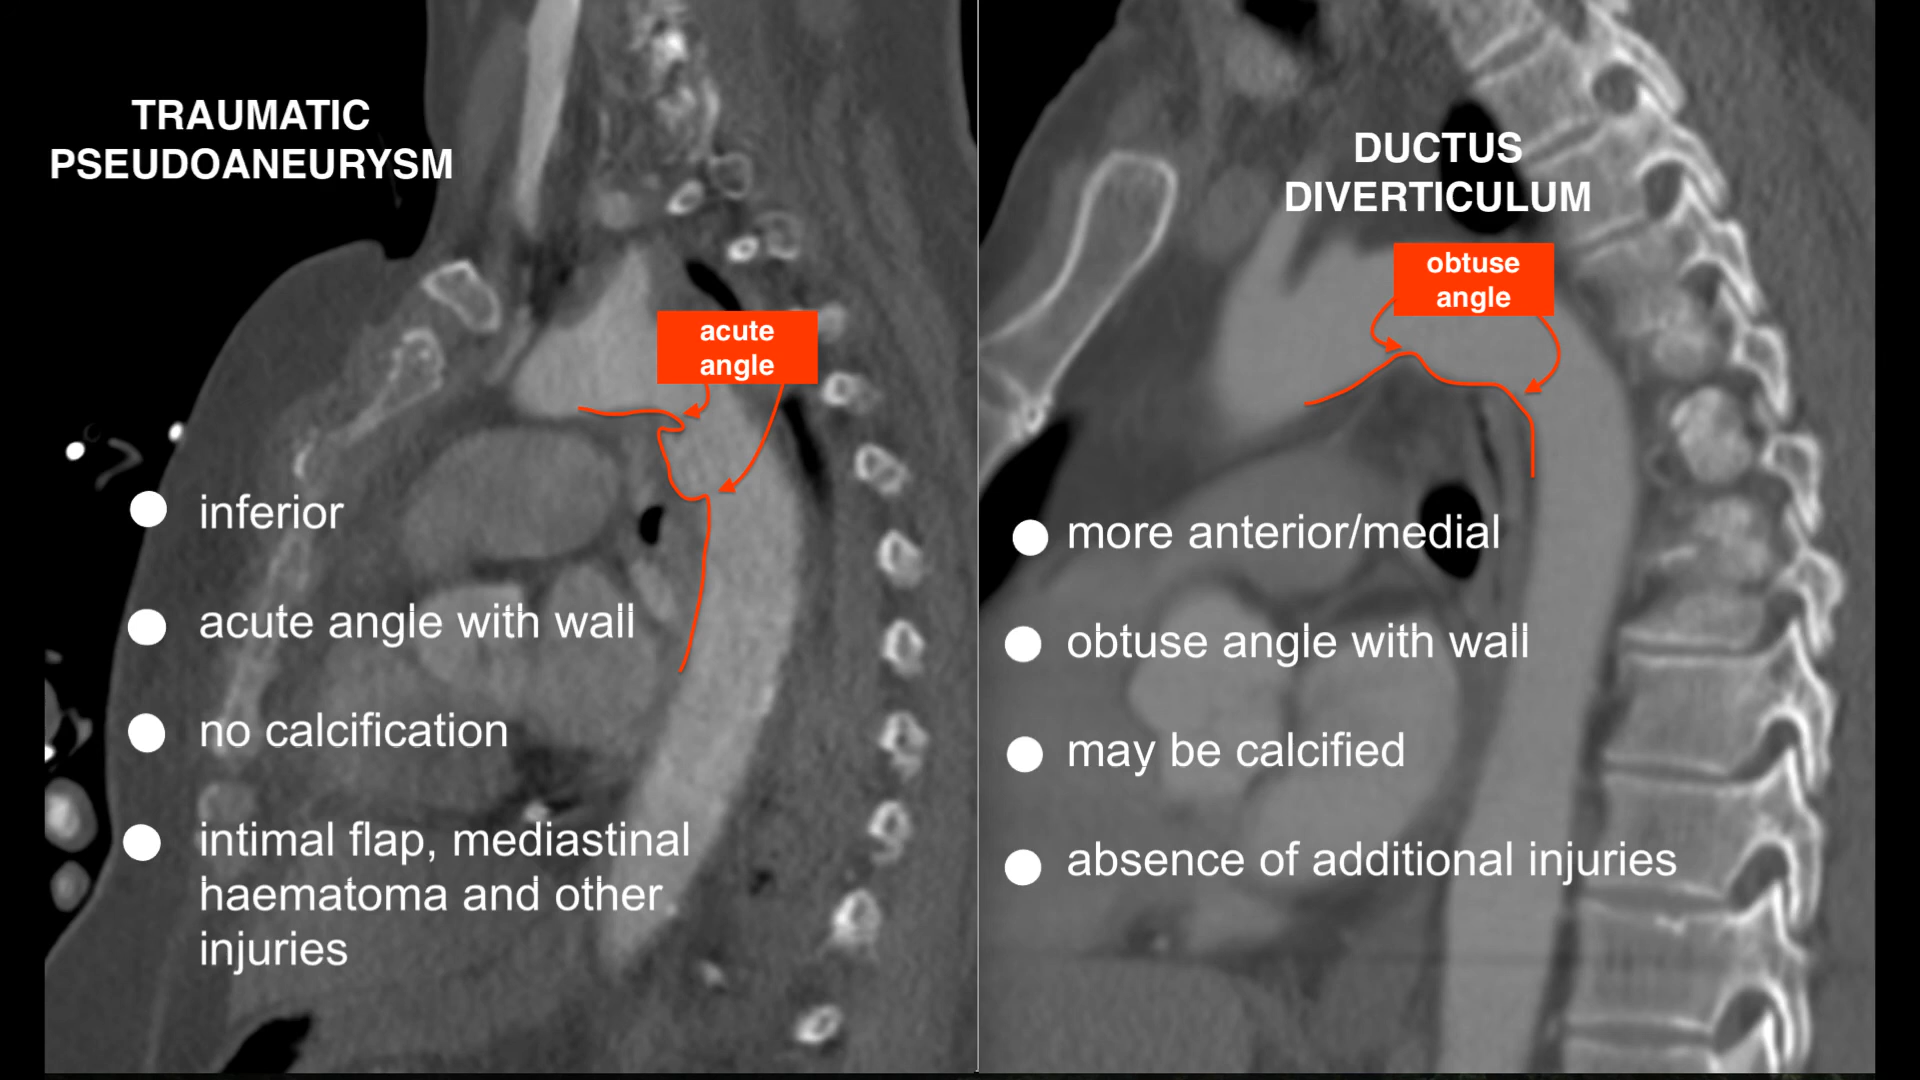 TRAUMATIC
PSEUDOANEURYSM
acute
angle
inferior
acute angle with wall
no calcification
intimal flap, mediastinal
haematoma and other
injuries
DUCTUS
DIVERTICULUM
obtuse
angle
more anterior/medial
obtuse angle with wall
may be calcified
absence of additional injuries